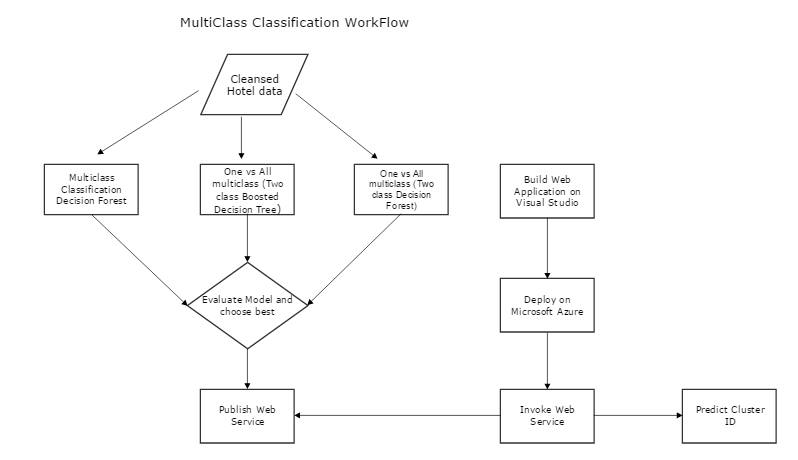 MultiClass Classification WorkFlow
Cleansed
Hotel data
Multiclass
Classification
Decision Forest
One vs All
multiclass (Two
class Boosted
Decision Tree)
One vs All
multiclass (Two
class Decision
Forest)
Build Web
Application on
Visual Studio
Evaluate Model and
choose best
Deploy on
Microsoft Azure
Publish Web
Service
Invoke Web
Service
Predict Cluster
ID